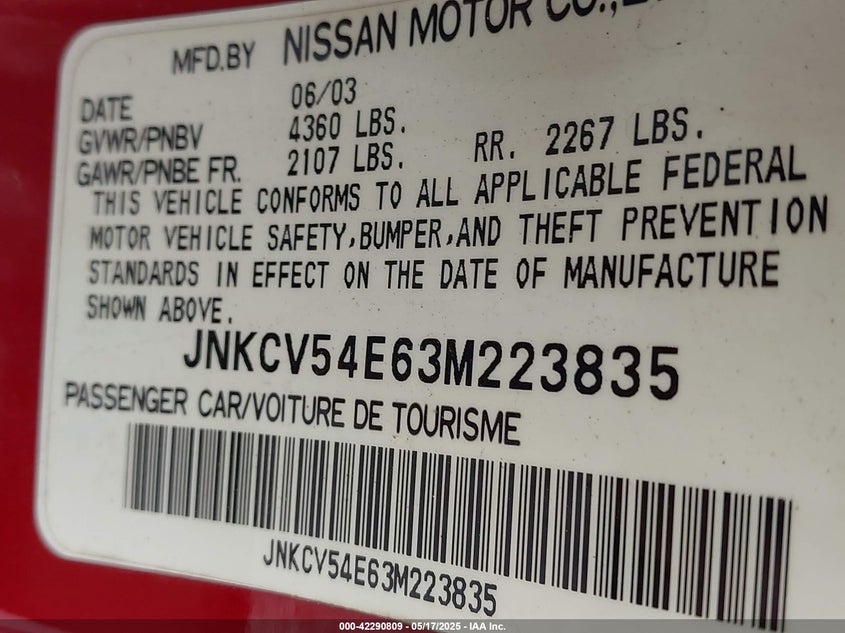 MFD.BY NISSAN MOTOR CO.,
DATE 06/03
GVWR/PNBV 4360 LBS.
GAWR/PNBE FR. 2107 LBS. RR. 2267 LBS.
THIS VEHICLE CONFORMS TO ALL APPLICABLE FEDERAL
MOTOR VEHICLE SAFETY,BUMPER,AND THEFT PREVENTION
STANDARDS IN EFFECT ON THE DATE OF MANUFACTURE
SHOWN ABOVE.
JNKCV54E63M223835
PASSENGER CAR/VOITURE DE TOURISME
JNKCV54E63M223835
000-42290809 - 05/17/2025 - IAA Inc.